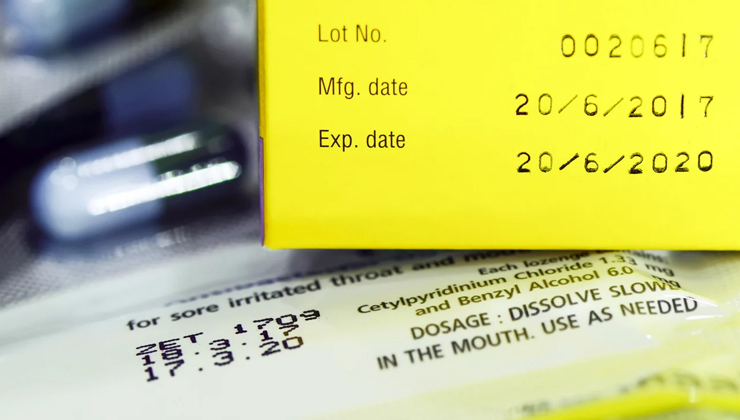 Lot No. 0020617
Mfg. date 20/6/2017
Exp. date 20/6/2020
for sore irritated throat and
Each lozenge contains
Cetylpyridinium Chloride 1.33 mg
and Benzyl Alcohol 6.0 mg
DOSAGE : DISSOLVE SLOWLY
IN THE MOUTH. USE AS NEEDED
ZET 1709
18.3.17
17.3.20